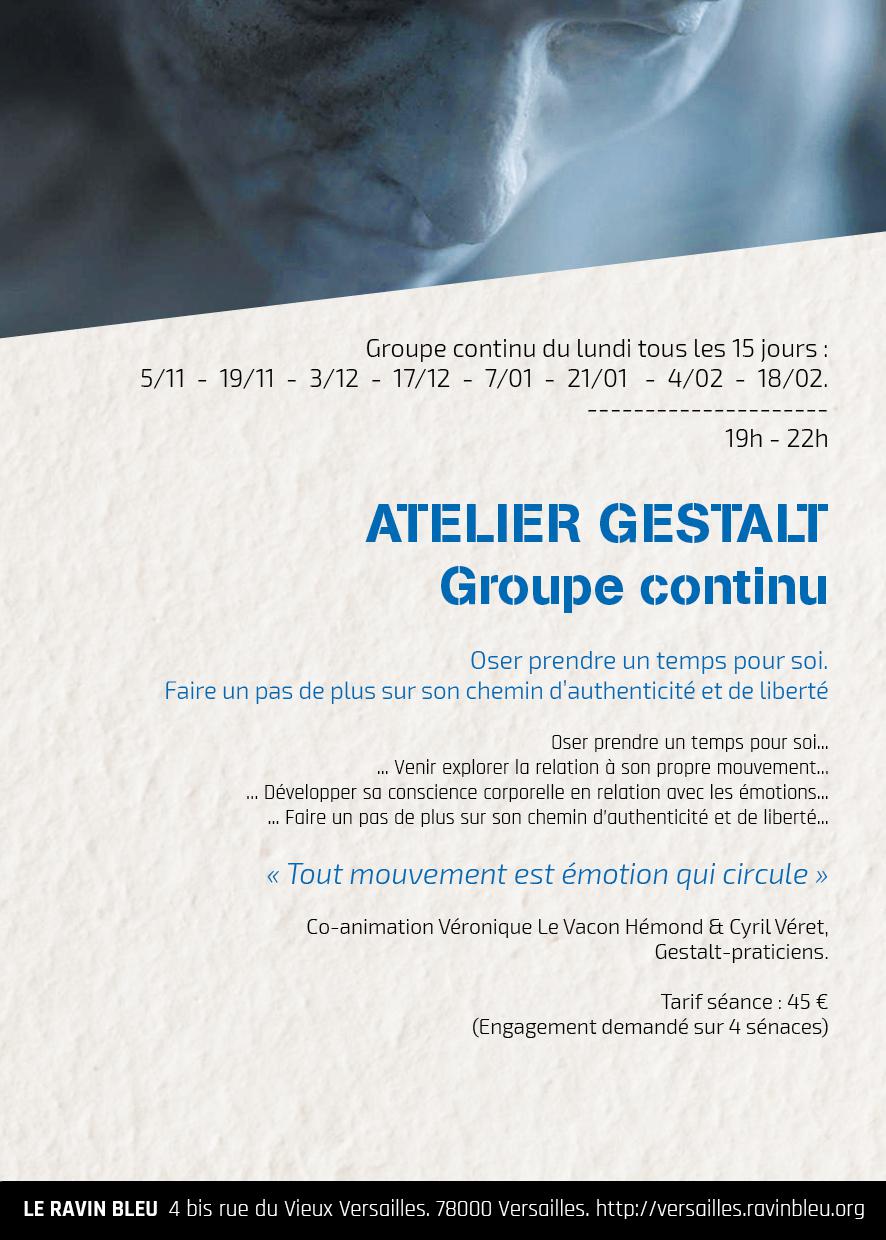 Groupe continu du lundi tous les 15 jours :
5/11 - 19/11 - 3/12 - 17/12 - 7/01 - 21/01 - 4/02 - 18/02.
---------------------
19h - 22h
ATELIER GESTALT
Groupe continu
Oser prendre un temps pour soi.
Faire un pas de plus sur son chemin d'authenticité et de liberté
Oser prendre un temps pour soi...
... Venir explorer la relation à son propre mouvement...
... Développer sa conscience corporelle en relation avec les émotions...
... Faire un pas de plus sur son chemin d'authenticité et de liberté...
« Tout mouvement est émotion qui circule »
Co-animation Véronique Le Vacon Hémond & Cyril Véret,
Gestalt-praticiens.
Tarif séance : 45 €
(Engagement demandé sur 4 sénaces)
LE RAVIN BLEU 4 bis rue du Vieux Versailles. 78000 Versailles. http://versailles.ravinbleu.org